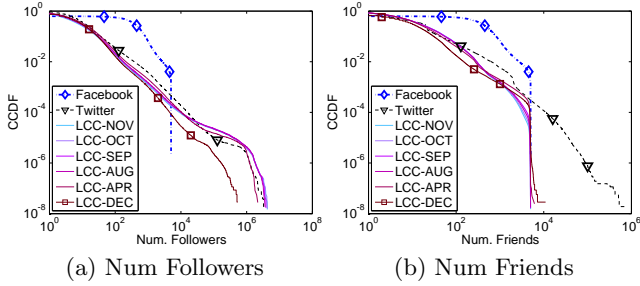 10^0
10^-2
10^-4
10^-6
10^-8
CCDF
Facebook
Twitter
LCC-NOV
LCC-OCT
LCC-SEP
LCC-AUG
LCC-APR
LCC-DEC
10^0 10^2 10^4 10^6 10^8
Num. Followers
(a) Num Followers
10^0
10^-2
10^-4
10^-6
10^-8
CCDF
Facebook
Twitter
LCC-NOV
LCC-OCT
LCC-SEP
LCC-AUG
LCC-APR
LCC-DEC
10^0 10^2 10^4 10^6
Num. Friends
(b) Num Friends